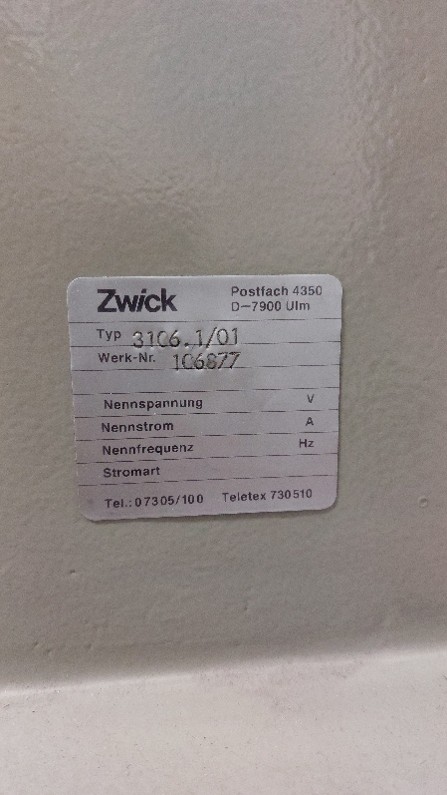 Zwick
Postfach 4350
D-7900 Ulm
Typ 3106.1/01
Werk-Nr. 106877
Nennspannung V
Nennstrom A
Nennfrequenz Hz
Stromart
Tel.: 07305/100 Teletex 730510